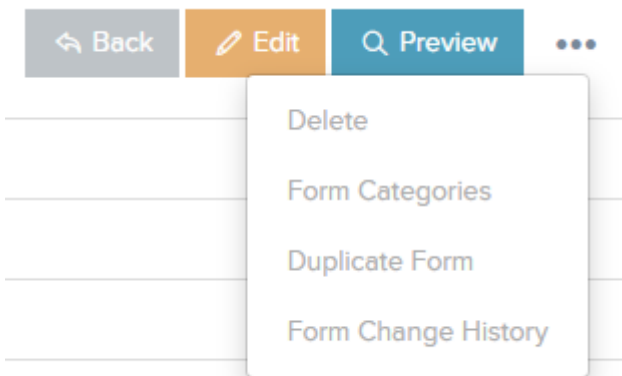 Back Edit Preview •••
Delete
Form Categories
Duplicate Form
Form Change History